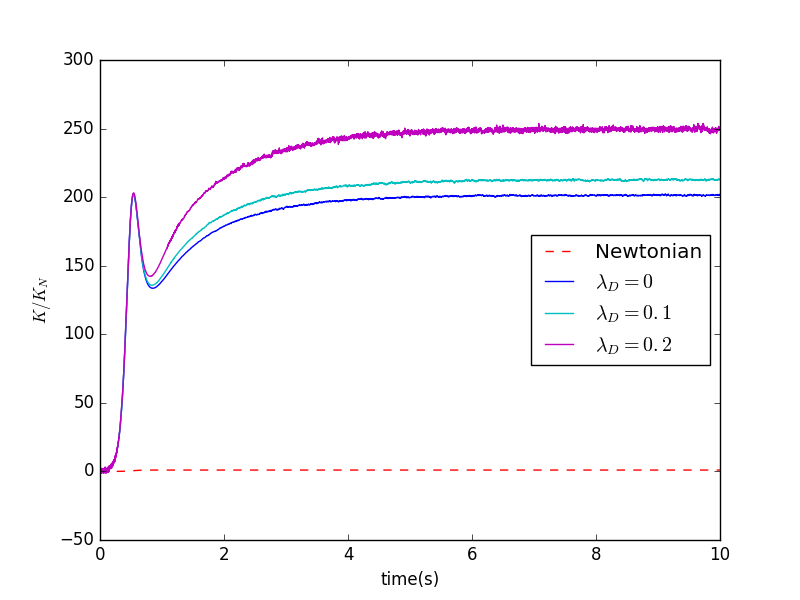 300
250
200
150
100
50
0
−50
K/K_N
0 2 4 6 8 10
time(s)
Newtonian
λ_D = 0
λ_D = 0.1
λ_D = 0.2